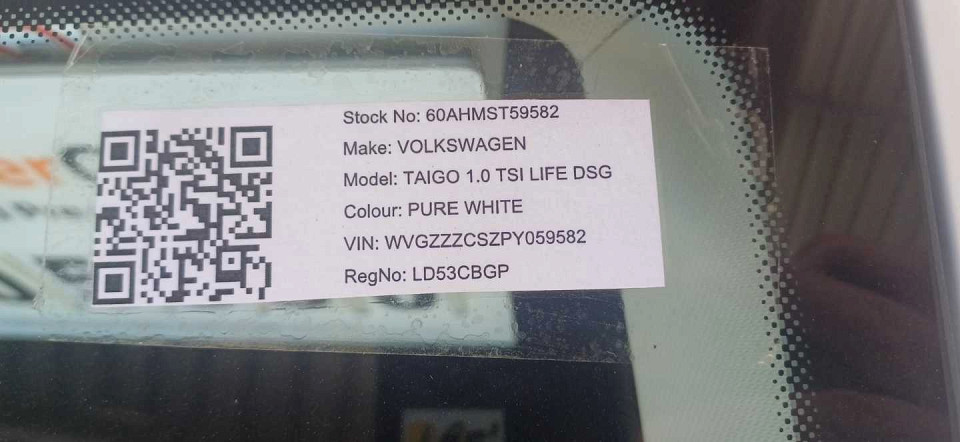 Stock No: 60AHMST59582
Make: VOLKSWAGEN
Model: TAIGO 1.0 TSI LIFE DSG
Colour: PURE WHITE
VIN: WVGZZZCSZPY059582
RegNo: LD53CBGP